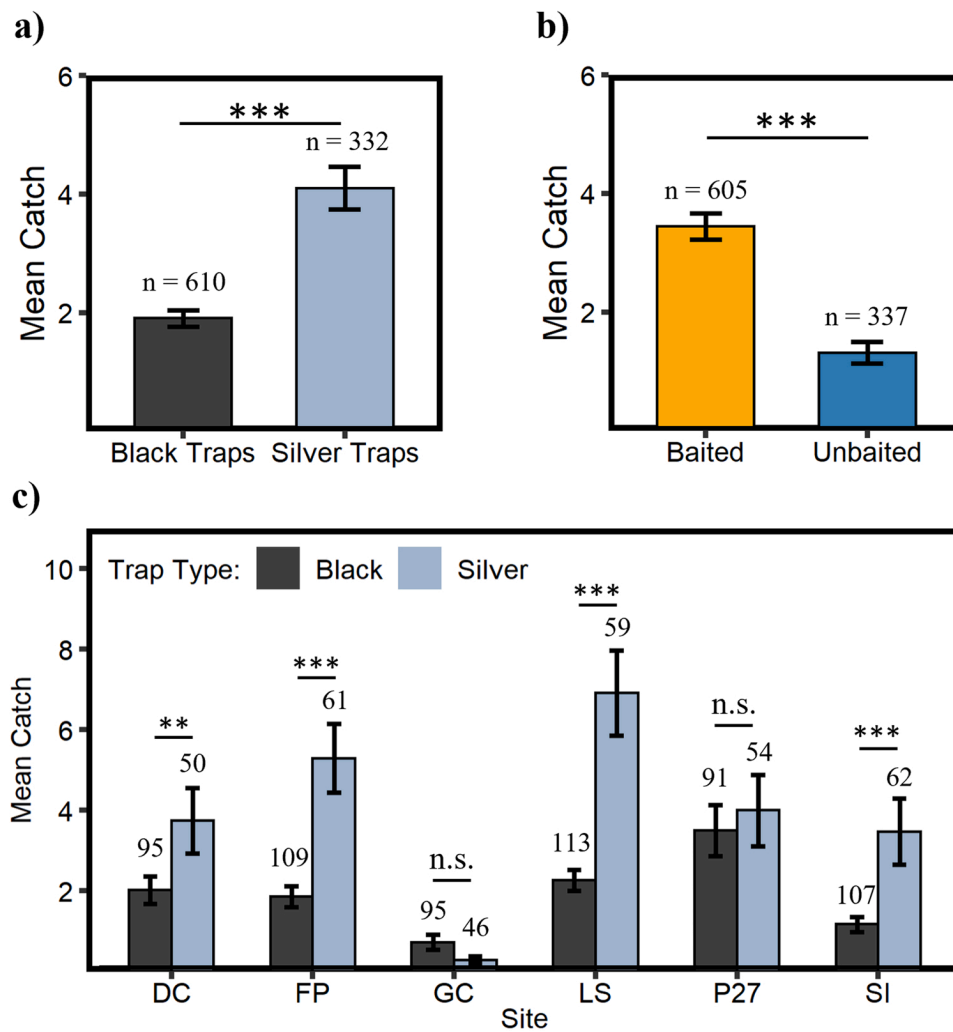 a)
6
4
2
Mean Catch
***
n = 610
n = 332
Black Traps
Silver Traps
b)
6
4
2
Mean Catch
***
n = 605
n = 337
Baited
Unbaited
c)
Trap Type: Black Silver
10
8
6
4
2
Mean Catch
**
95
50
***
109
61
n.s.
95
46
***
113
59
n.s.
91
54
***
107
62
DC FP GC LS P27 SI
Site